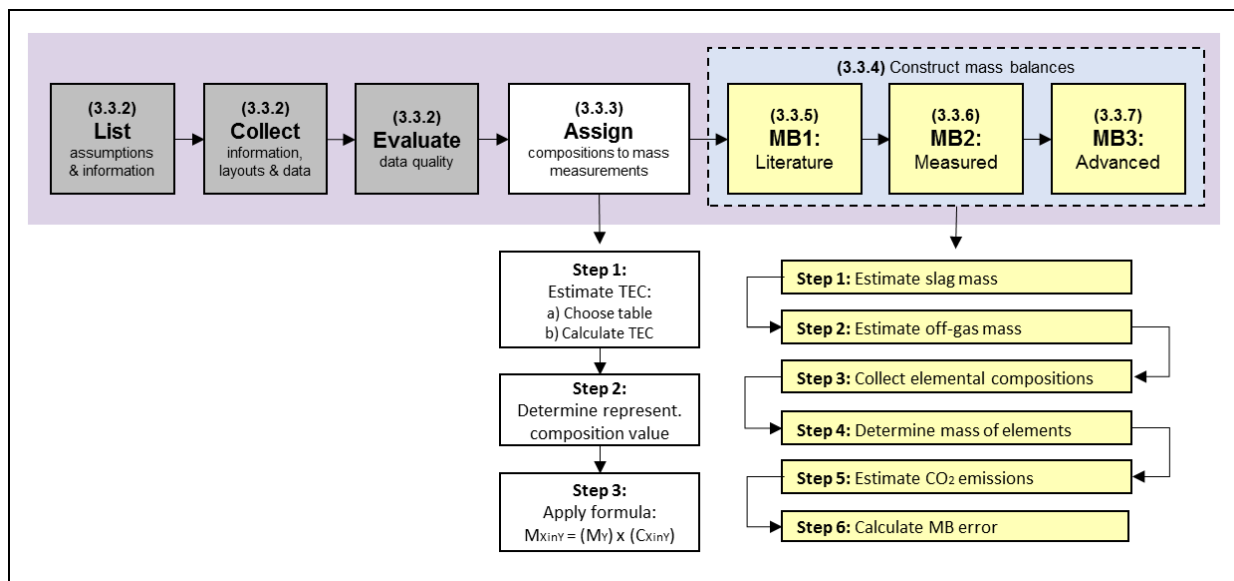 (3.3.4) Construct mass balances
(3.3.2)
List
assumptions
& information
(3.3.2)
Collect
information,
layouts & data
(3.3.2)
Evaluate
data quality
(3.3.3)
Assign
compositions to mass
measurements
(3.3.5)
MB1:
Literature
(3.3.6)
MB2:
Measured
(3.3.7)
MB3:
Advanced
Step 1:
Estimate TEC:
a) Choose table
b) Calculate TEC
Step 2:
Determine represent.
composition value
Step 3:
Apply formula:
MXinY = (MY) x (CXinY)
Step 1: Estimate slag mass
Step 2: Estimate off-gas mass
Step 3: Collect elemental compositions
Step 4: Determine mass of elements
Step 5: Estimate CO₂ emissions
Step 6: Calculate MB error